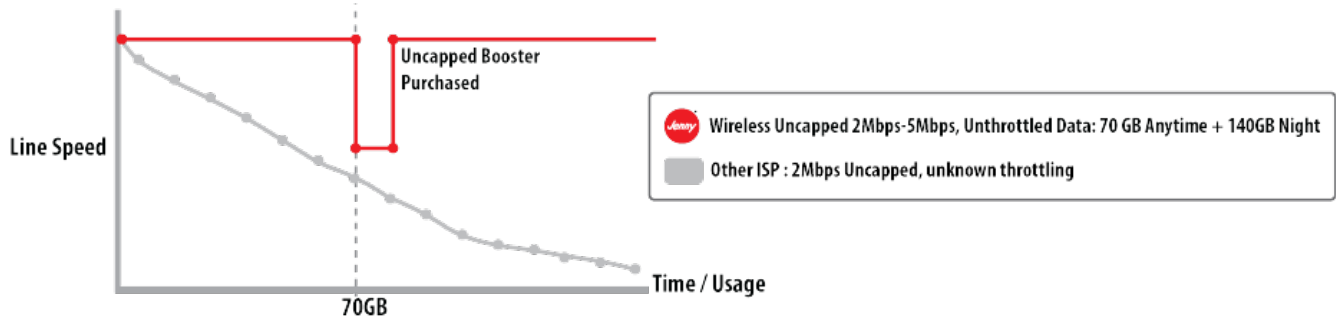 Uncapped Booster
Purchased
Line Speed
Jenny
Wireless Uncapped 2Mbps-5Mbps, Unthrottled Data: 70 GB Anytime + 140GB Night
Other ISP : 2Mbps Uncapped, unknown throttling
Time / Usage
70GB